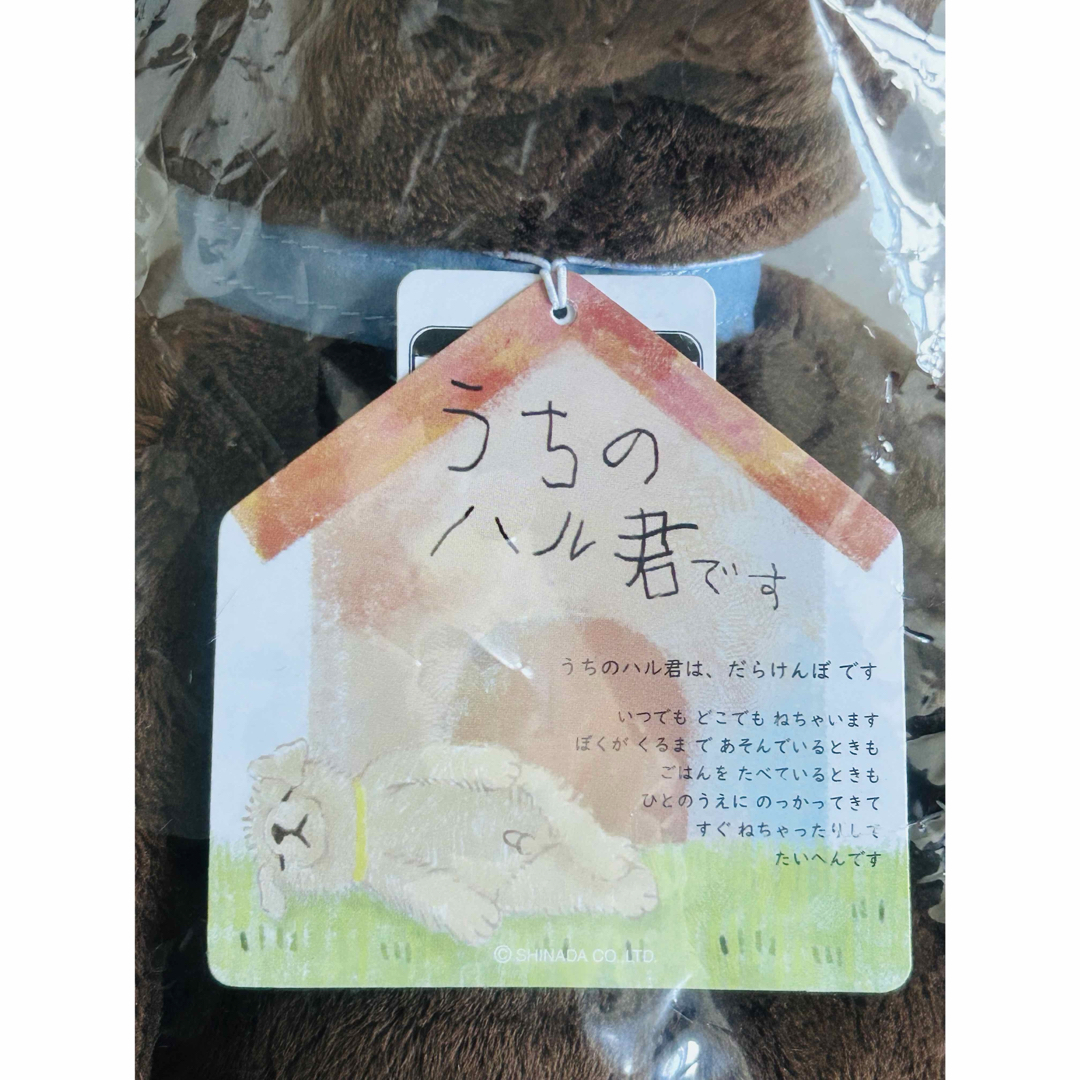 うちの
ハル君です
うちのハル君は、だらけんぼ です
いつでも どこでも ねちゃいます
ぼくが くるま で あそんでいるときも
ごはんを たべているときも
ひとのうえに のっかってきて
すぐ ねちゃったりして
たいへんです
© SHINADA CO., LTD.